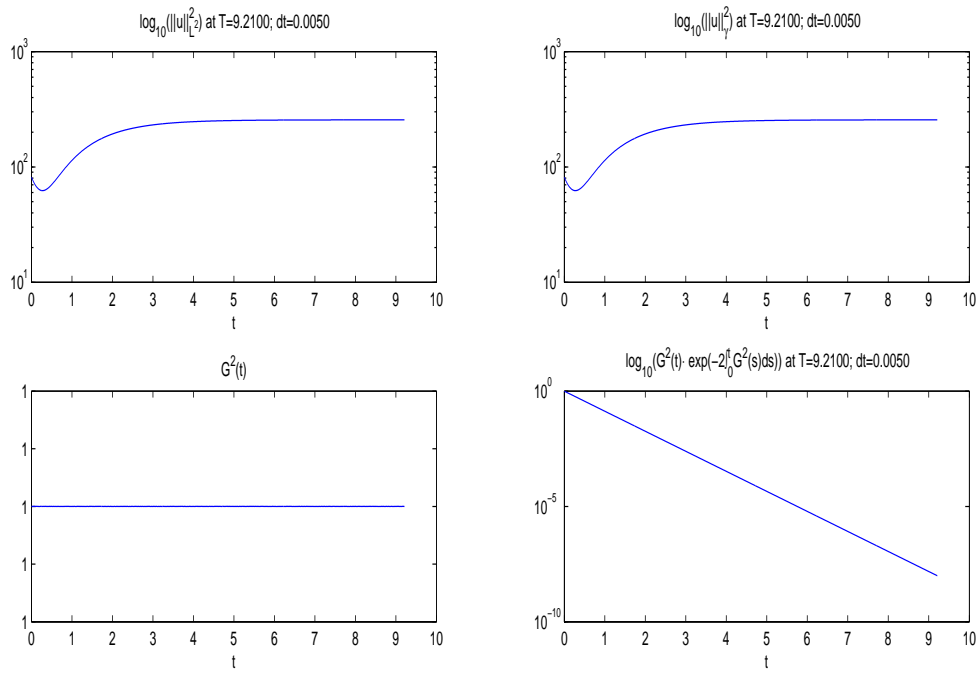 log10(||u||²L²) at T=9.2100; dt=0.0050
10³
10²
10¹
0 1 2 3 4 5 6 7 8 9 10
t
log10(||u||²γ) at T=9.2100; dt=0.0050
10³
10²
10¹
0 1 2 3 4 5 6 7 8 9 10
t
G²(t)
1
1
1
1
1
0 1 2 3 4 5 6 7 8 9 10
t
log10(G²(t)· exp(-2∫₀ᵗG²(s)ds)) at T=9.2100; dt=0.0050
10⁰
10⁻⁵
10⁻¹⁰
0 1 2 3 4 5 6 7 8 9 10
t